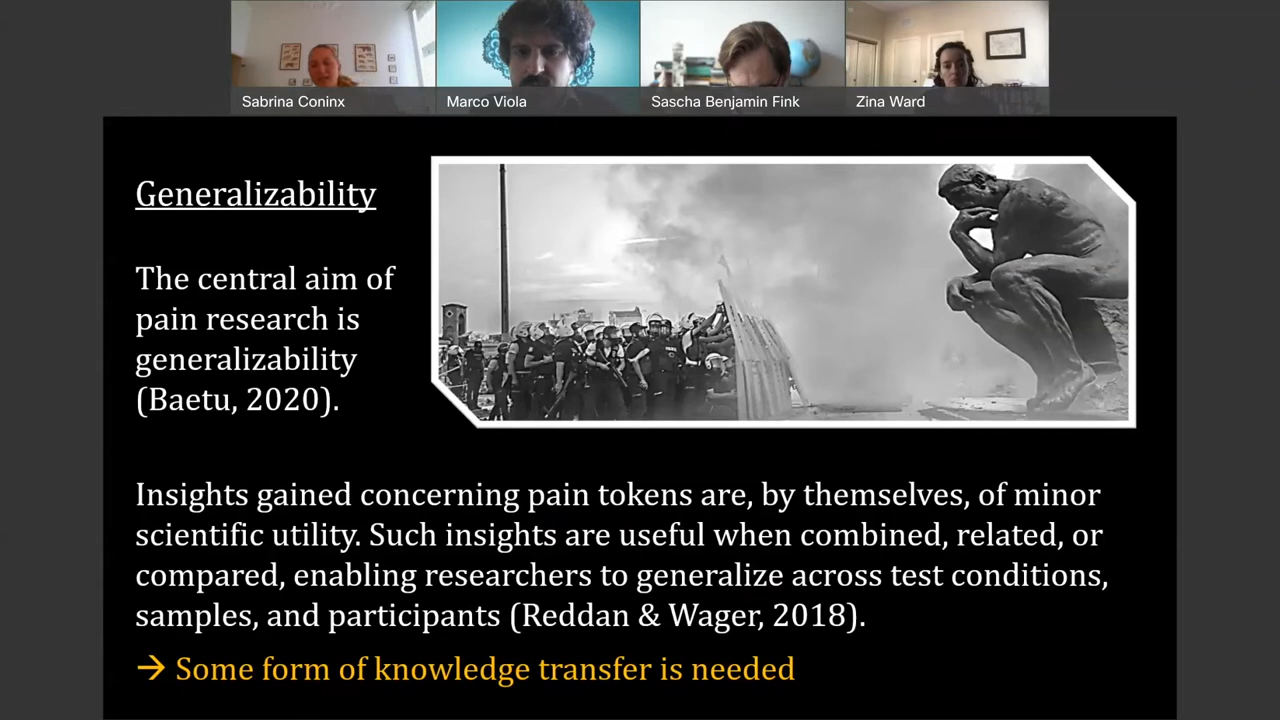 Sabrina Coninx
Marco Viola
Sascha Benjamin Fink
Zina Ward
Generalizability
The central aim of
pain research is
generalizability
(Baetu, 2020).
Insights gained concerning pain tokens are, by themselves, of minor
scientific utility. Such insights are useful when combined, related, or
compared, enabling researchers to generalize across test conditions,
samples, and participants (Reddan & Wager, 2018).
→ Some form of knowledge transfer is needed